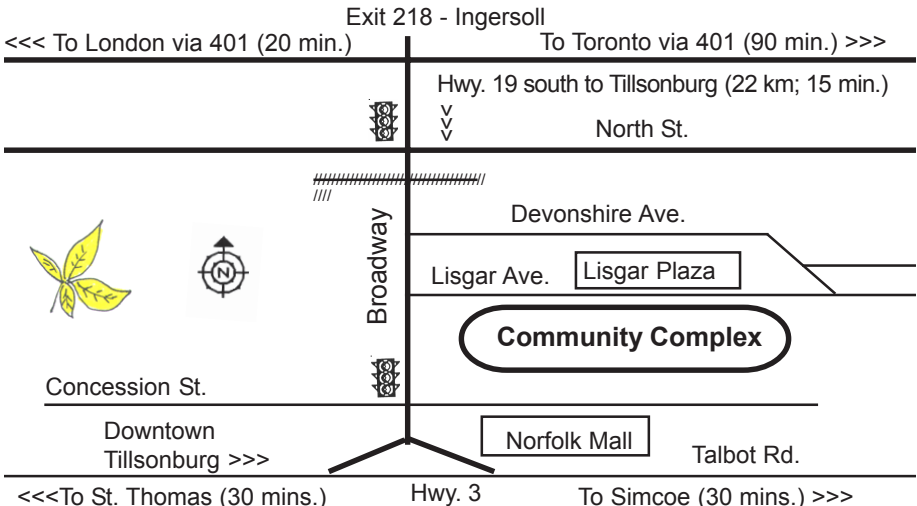 Exit 218 - Ingersoll
<<< To London via 401 (20 min.)
To Toronto via 401 (90 min.) >>>
Hwy. 19 south to Tillsonburg (22 km; 15 min.)
North St.
Devonshire Ave.
Broadway
Lisgar Ave.
Lisgar Plaza
N
Community Complex
Concession St.
Downtown
Tillsonburg >>>
Norfolk Mall
Talbot Rd.
<<<To St. Thomas (30 mins.)
Hwy. 3
To Simcoe (30 mins.) >>>